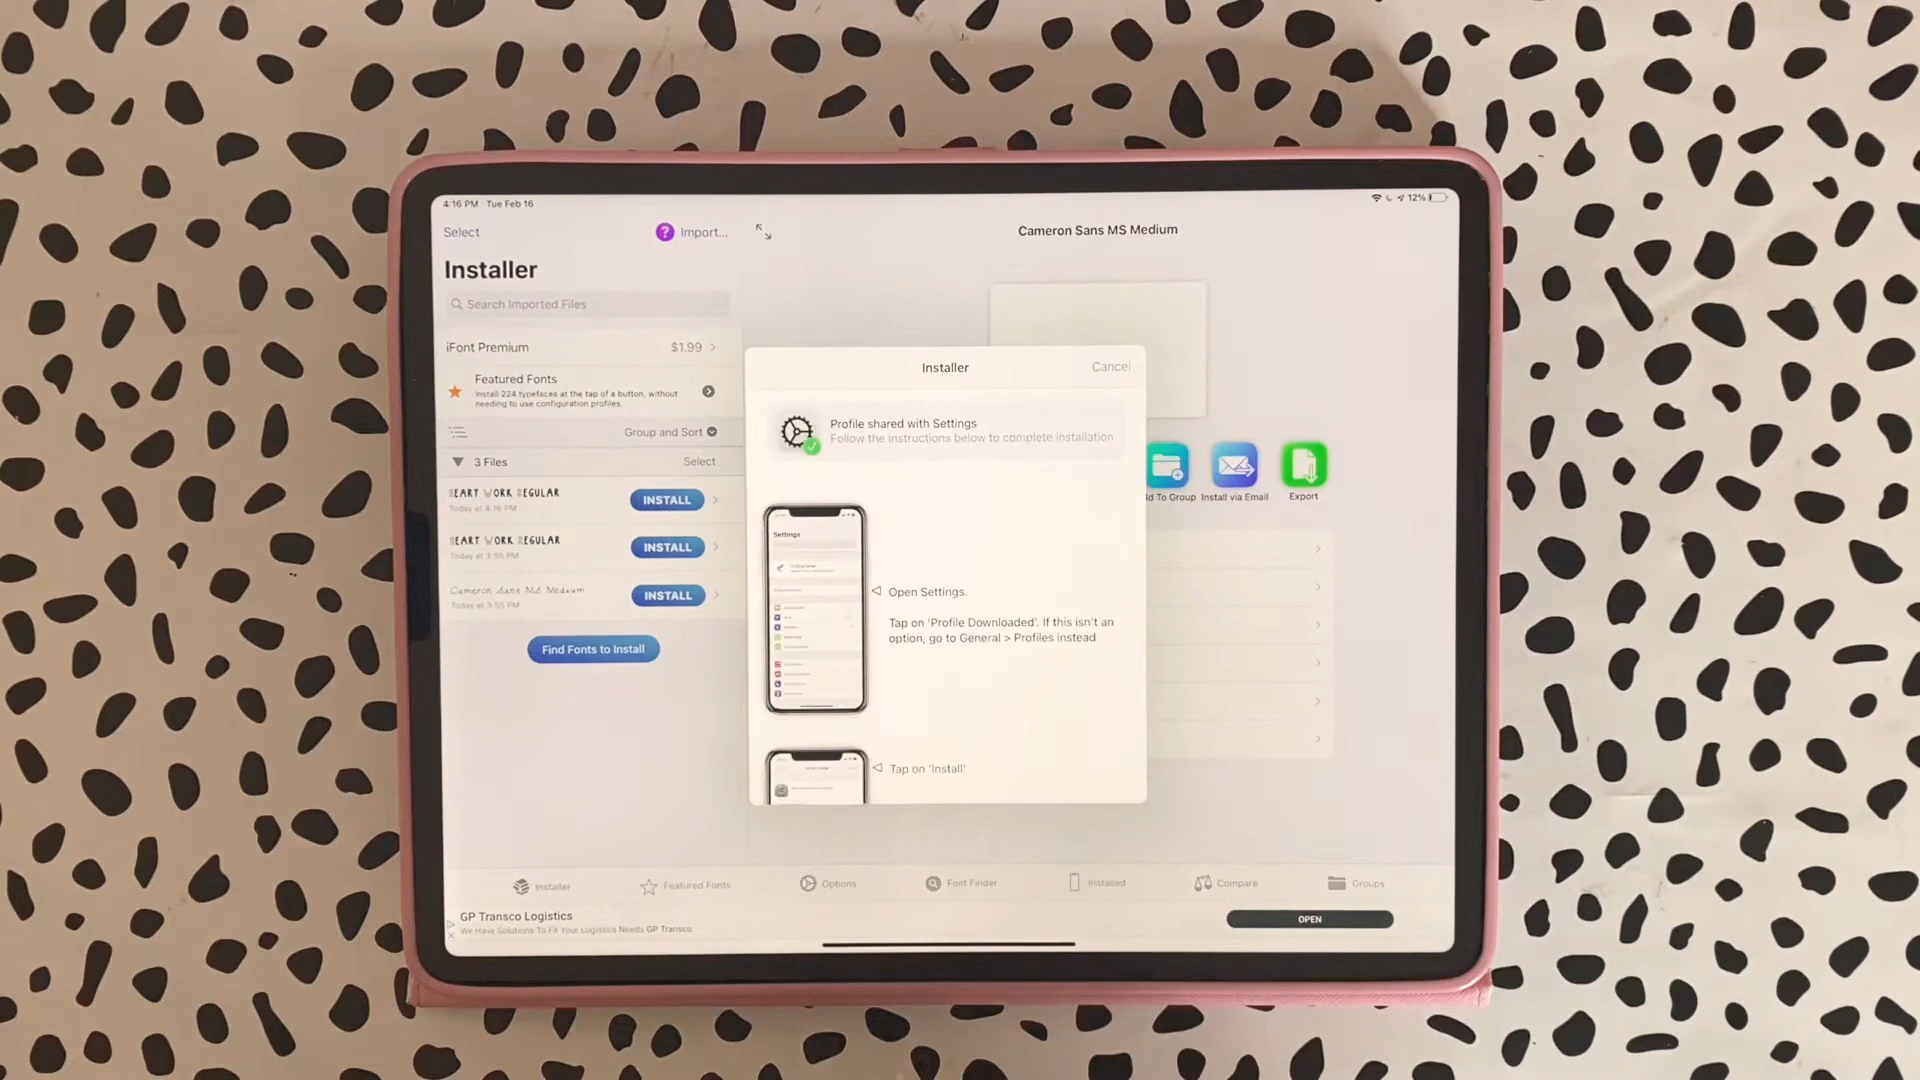 4:16 PM Tue Feb 16
12%
Select
Import...
Cameron Sans MS Medium
Installer
Search Imported Files
iFont Premium $1.99
Featured Fonts
Install 224 typefaces at the tap of a button, without
needing to use configuration profiles.
Group and Sort
3 Files Select
HEART WORK REGULAR
Today at 4:16 PM
INSTALL
HEART WORK REGULAR
Today at 3:55 PM
INSTALL
Cameron Sans MS Medium
Today at 3:55 PM
INSTALL
Find Fonts to Install
Installer
Cancel
Profile shared with Settings
Follow the instructions below to complete installation
Settings
Open Settings.
Tap on 'Profile Downloaded'. If this isn't an
option, go to General > Profiles instead
Tap on 'Install'
d To Group
Install via Email
Export
Installer
Featured Fonts
Options
Font Finder
Installed
Compare
Groups
GP Transco Logistics
We Have Solutions To Fit Your Logistics Needs GP Transco
OPEN